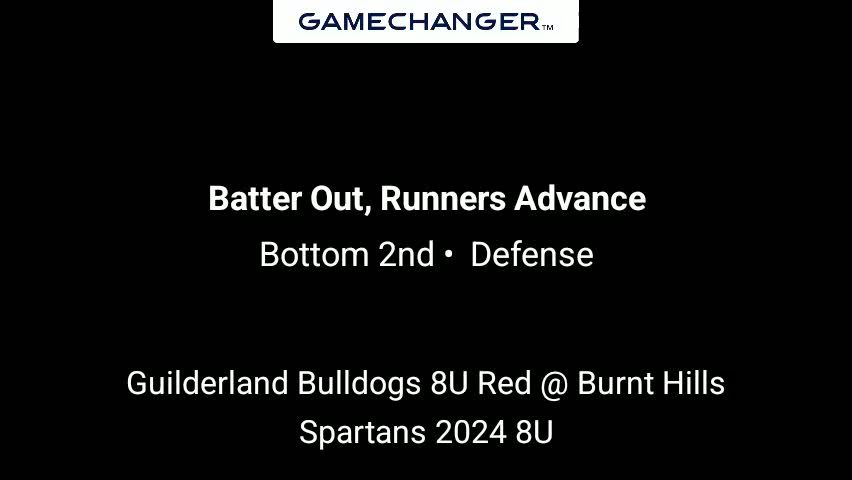 GAMECHANGER™
Batter Out, Runners Advance
Bottom 2nd • Defense
Guilderland Bulldogs 8U Red @ Burnt Hills
Spartans 2024 8U